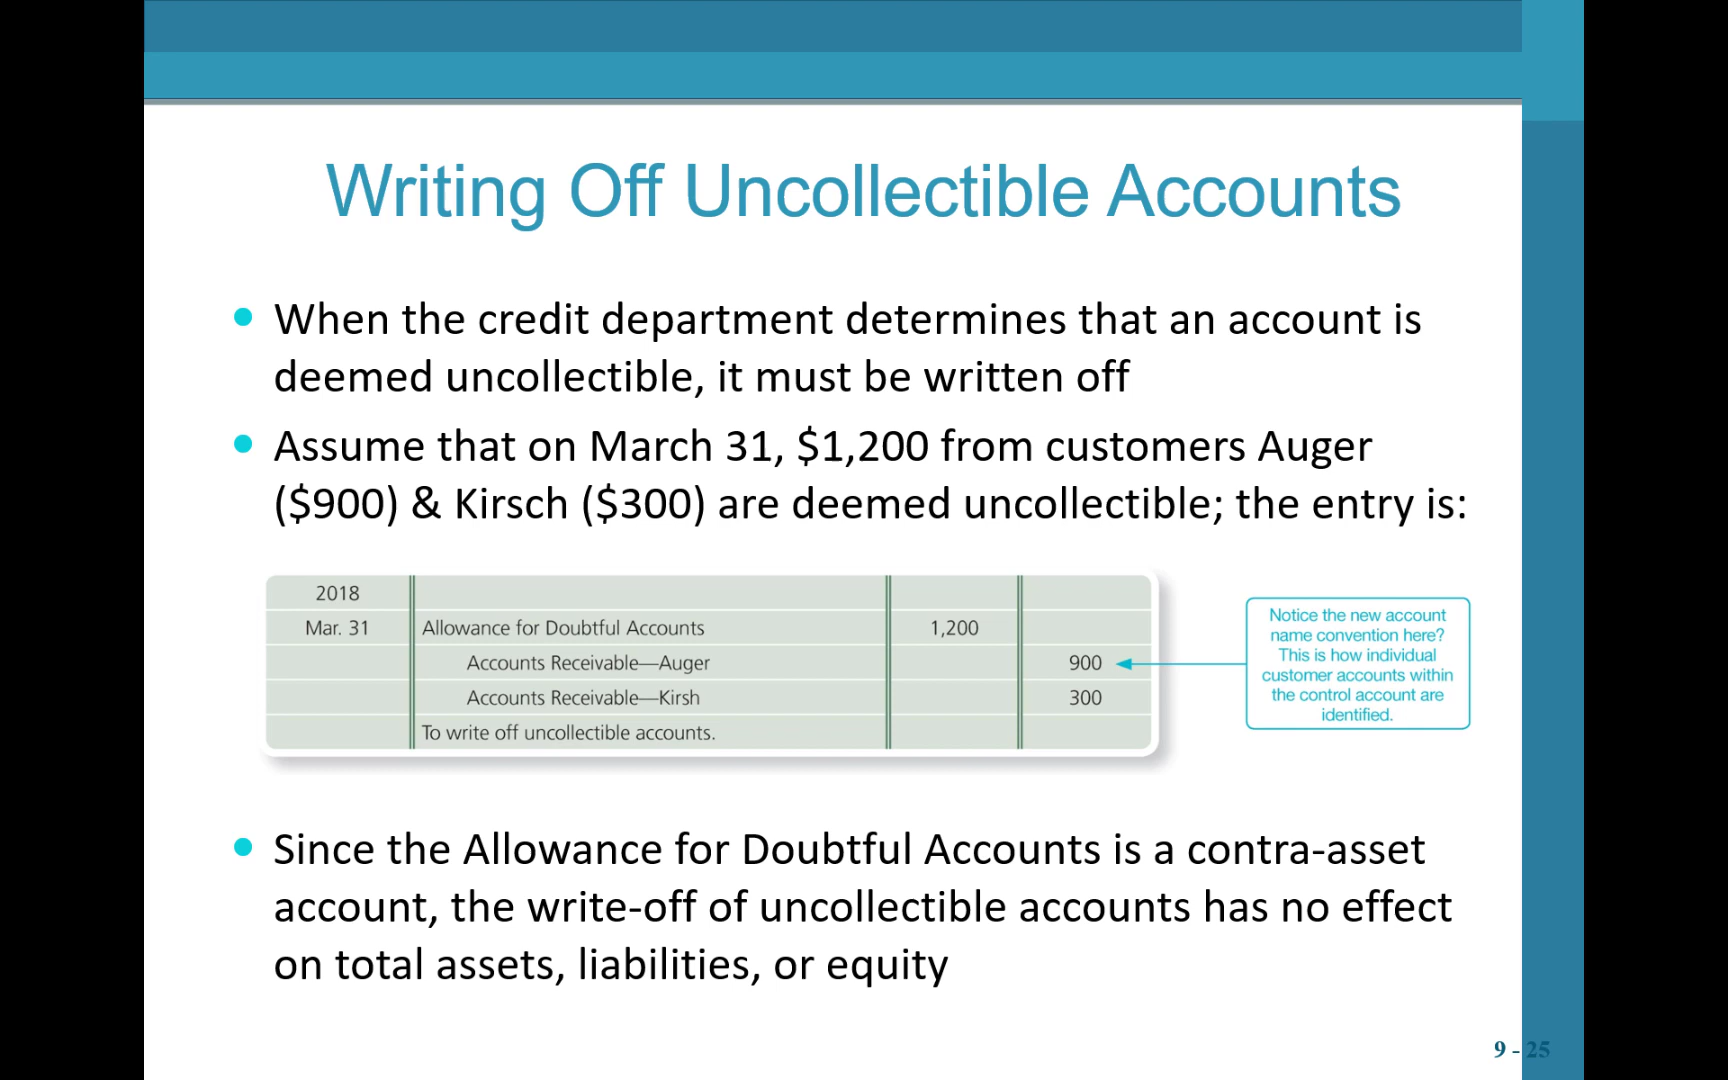 Writing Off Uncollectible Accounts
When the credit department determines that an account is
deemed uncollectible, it must be written off
Assume that on March 31, $1,200 from customers Auger
($900) & Kirsch ($300) are deemed uncollectible; the entry is:
2018
Mar. 31 Allowance for Doubtful Accounts 1,200
Accounts Receivable—Auger 900
Accounts Receivable—Kirsh 300
To write off uncollectible accounts.
Notice the new account
name convention here?
This is how individual
customer accounts within
the control account are
identified.
Since the Allowance for Doubtful Accounts is a contra-asset
account, the write-off of uncollectible accounts has no effect
on total assets, liabilities, or equity
9 - 25